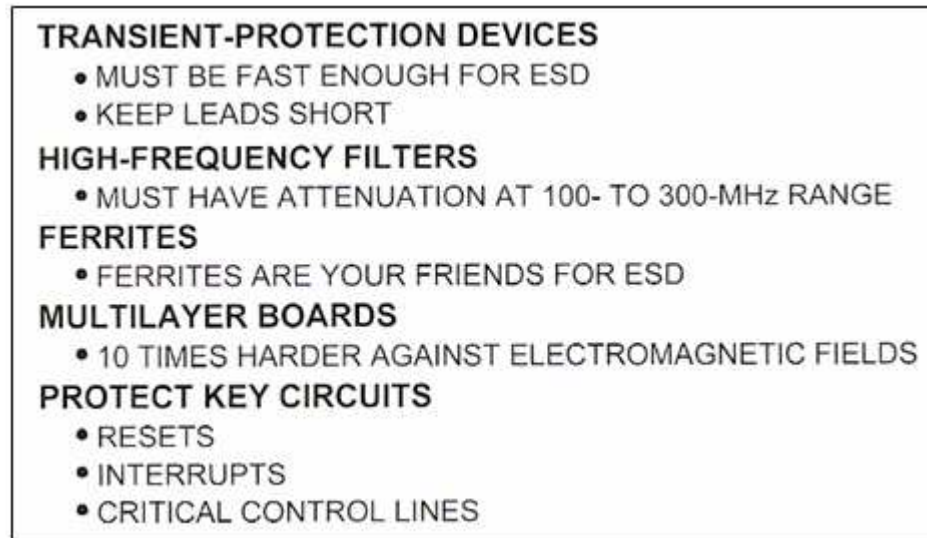 TRANSIENT-PROTECTION DEVICES
• MUST BE FAST ENOUGH FOR ESD
• KEEP LEADS SHORT
HIGH-FREQUENCY FILTERS
• MUST HAVE ATTENUATION AT 100- TO 300-MHz RANGE
FERRITES
• FERRITES ARE YOUR FRIENDS FOR ESD
MULTILAYER BOARDS
• 10 TIMES HARDER AGAINST ELECTROMAGNETIC FIELDS
PROTECT KEY CIRCUITS
• RESETS
• INTERRUPTS
• CRITICAL CONTROL LINES